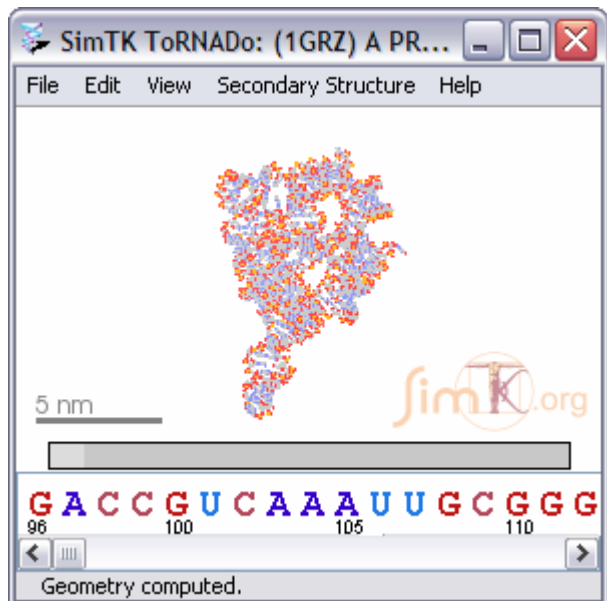 SimTK ToRNADo: (1GRZ) A PR...
File Edit View Secondary Structure Help
5 nm
SimTK.org
G A C C G U C A A A U U G C G G G
96 100 105 110
Geometry computed.